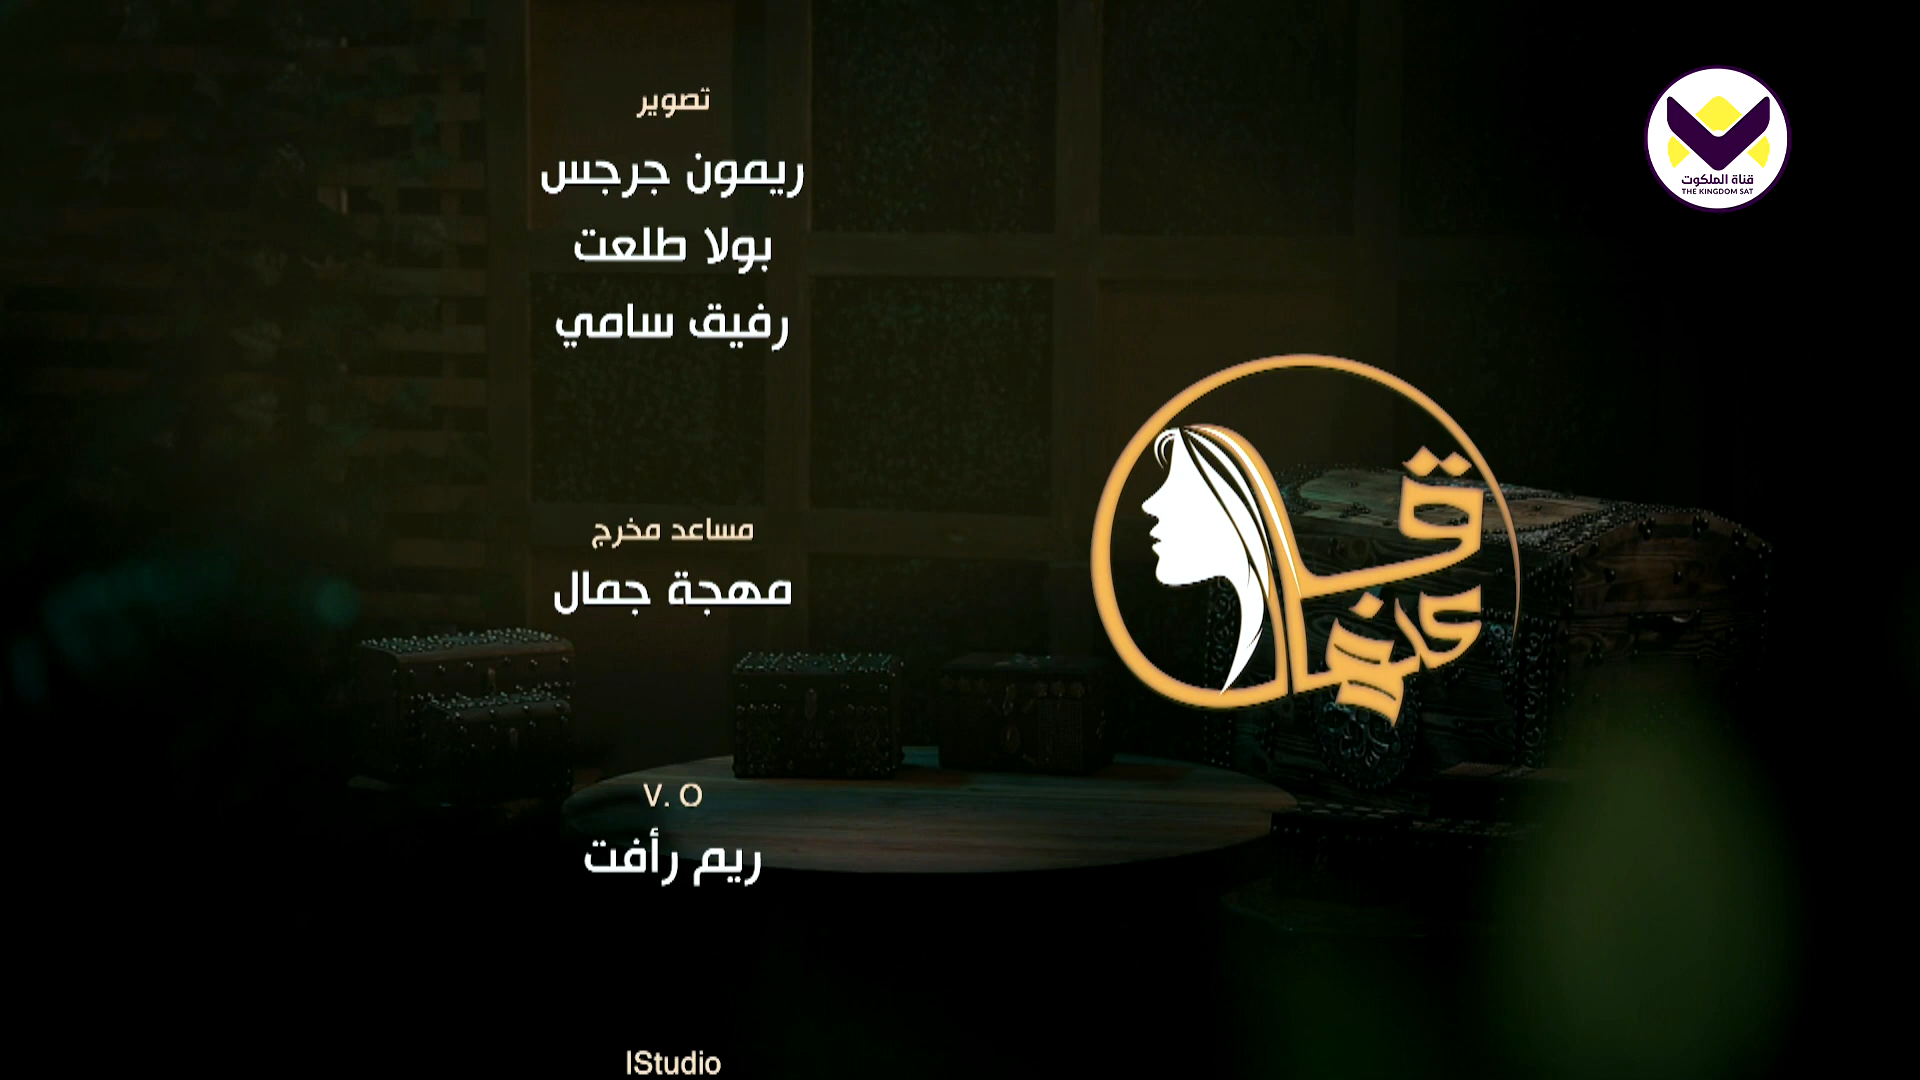 تصوير
ريمون جرجس
بولا طلعت
رفيق سامي
مساعد مخرج
مهجة جمال
V. O
ريم رأفت
IStudio
قناة الملكوت
THE KINGDOM SAT